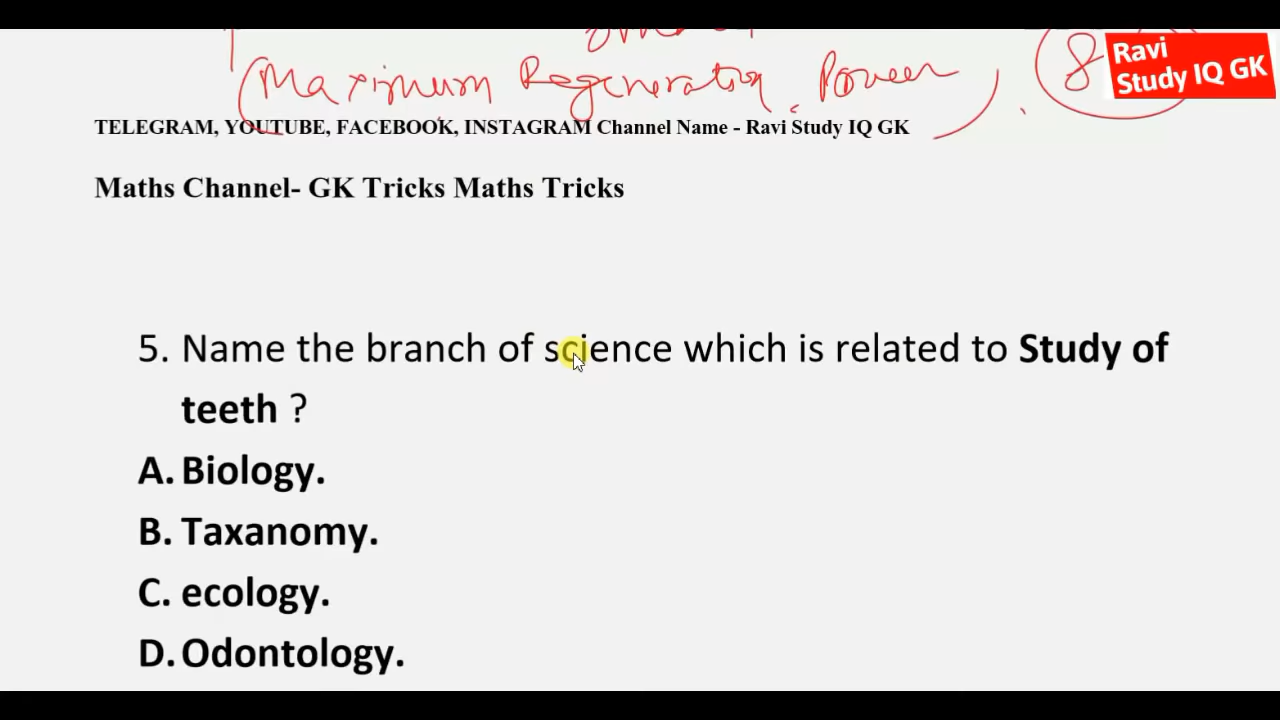 (Maximum Regeneration Power)
Ravi
Study IQ GK
TELEGRAM, YOUTUBE, FACEBOOK, INSTAGRAM Channel Name - Ravi Study IQ GK
Maths Channel- GK Tricks Maths Tricks
5. Name the branch of science which is related to Study of
teeth ?
A. Biology.
B. Taxanomy.
C. ecology.
D. Odontology.